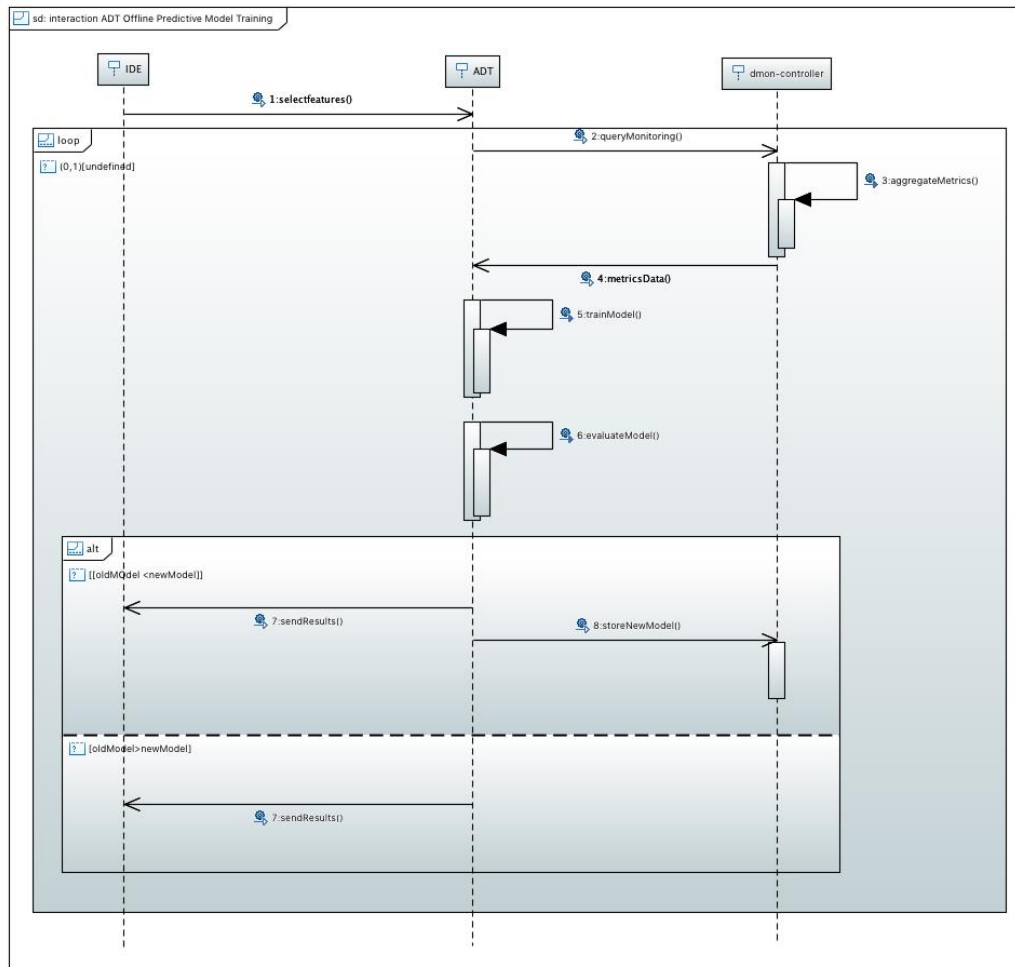 sd: interaction ADT Offline Predictive Model Training
IDE
ADT
dmon-controller
1:selectfeatures()
loop
2:queryMonitoring()
(0,1)[undefined]
3:aggregateMetrics()
4:metricsData()
5:trainModel()
6:evaluateModel()
alt
[[oldMOdel <newModel]]
7:sendResults()
8:storeNewModel()
[oldModel>newModel]
7:sendResults()